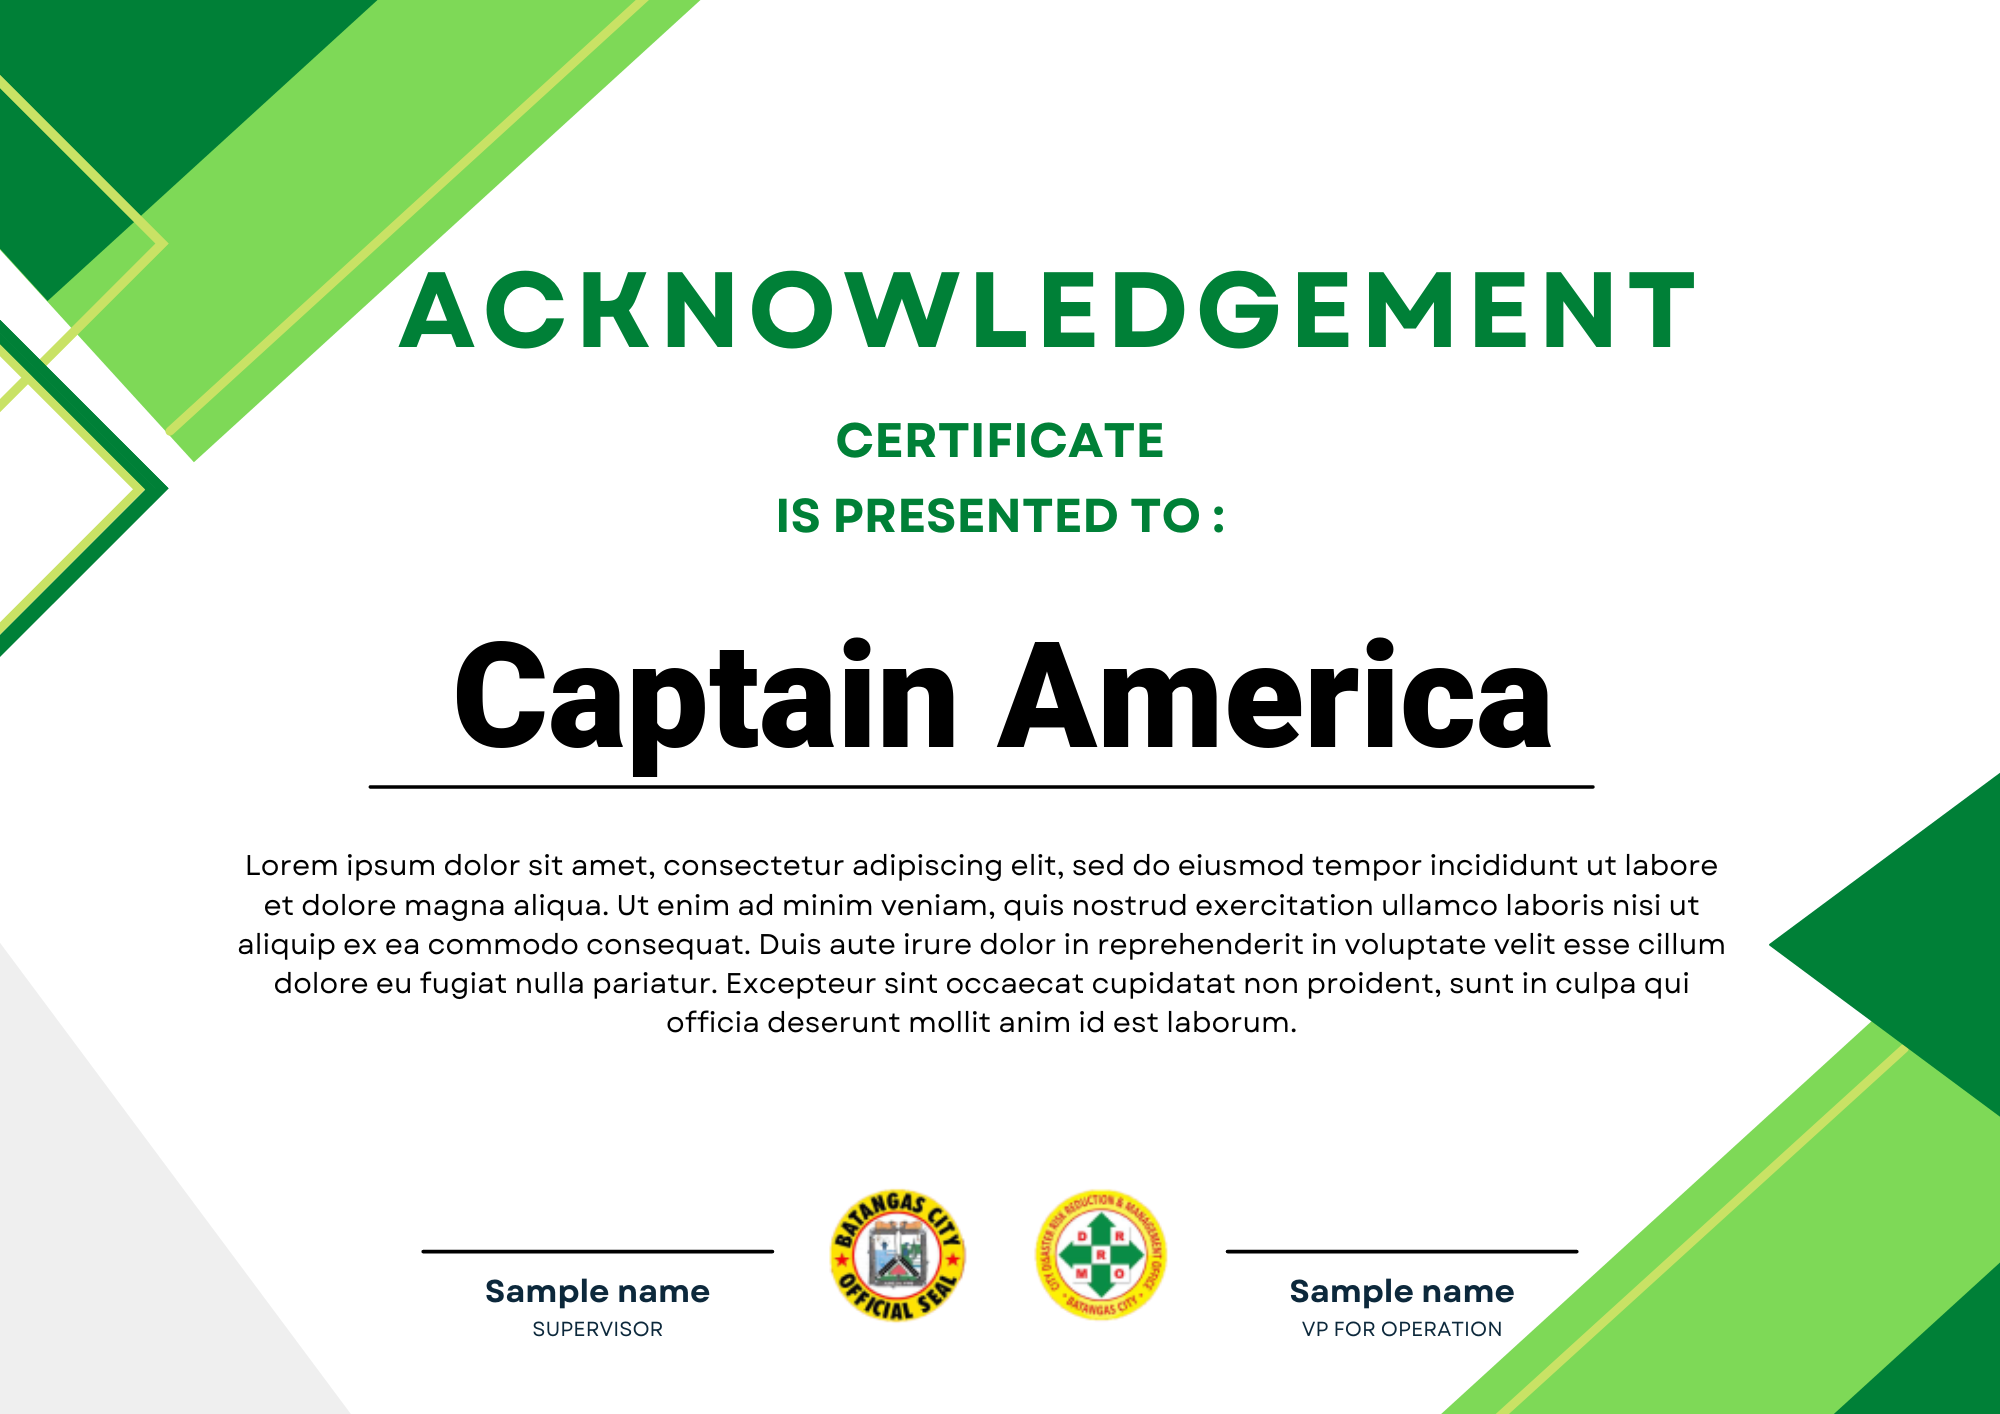 ACKNOWLEDGEMENT
CERTIFICATE
IS PRESENTED TO :
Captain America
Lorem ipsum dolor sit amet, consectetur adipiscing elit, sed do eiusmod tempor incididunt ut labore
et dolore magna aliqua. Ut enim ad minim veniam, quis nostrud exercitation ullamco laboris nisi ut
aliquip ex ea commodo consequat. Duis aute irure dolor in reprehenderit in voluptate velit esse cillum
dolore eu fugiat nulla pariatur. Excepteur sint occaecat cupidatat non proident, sunt in culpa qui
officia deserunt mollit anim id est laborum.
Sample name
SUPERVISOR
BATANGAS CITY
OFFICIAL SEAL
CITY DISASTER RISK REDUCTION & MANAGEMENT OFFICE
D R
R
M O
BATANGAS CITY
Sample name
VP FOR OPERATION